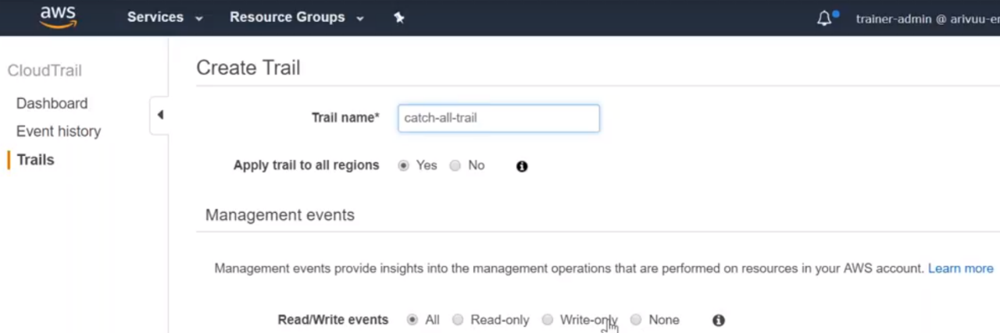 aws Services Resource Groups trainer-admin @ arivuu-e
CloudTrail
Dashboard
Event history
Trails
Create Trail
Trail name* catch-all-trail
Apply trail to all regions Yes No
Management events
Management events provide insights into the management operations that are performed on resources in your AWS account. Learn more
Read/Write events All Read-only Write-only None